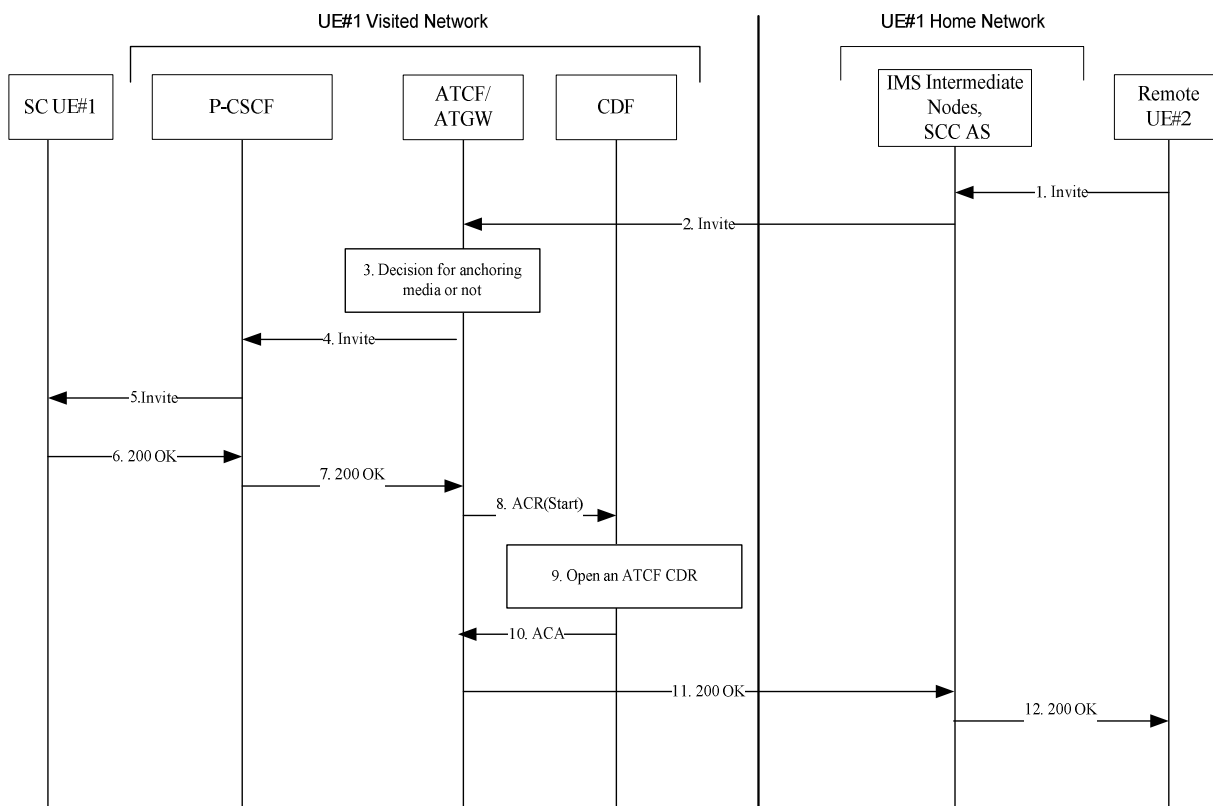 UE#1 Visited Network
UE#1 Home Network
SC UE#1
P-CSCF
ATCF/
ATGW
CDF
IMS Intermediate
Nodes,
SCC AS
Remote
UE#2
1. Invite
2. Invite
3. Decision for anchoring
media or not
4. Invite
5.Invite
6. 200 OK
7. 200 OK
8. ACR(Start)
9. Open an ATCF CDR
10. ACA
11. 200 OK
12. 200 OK